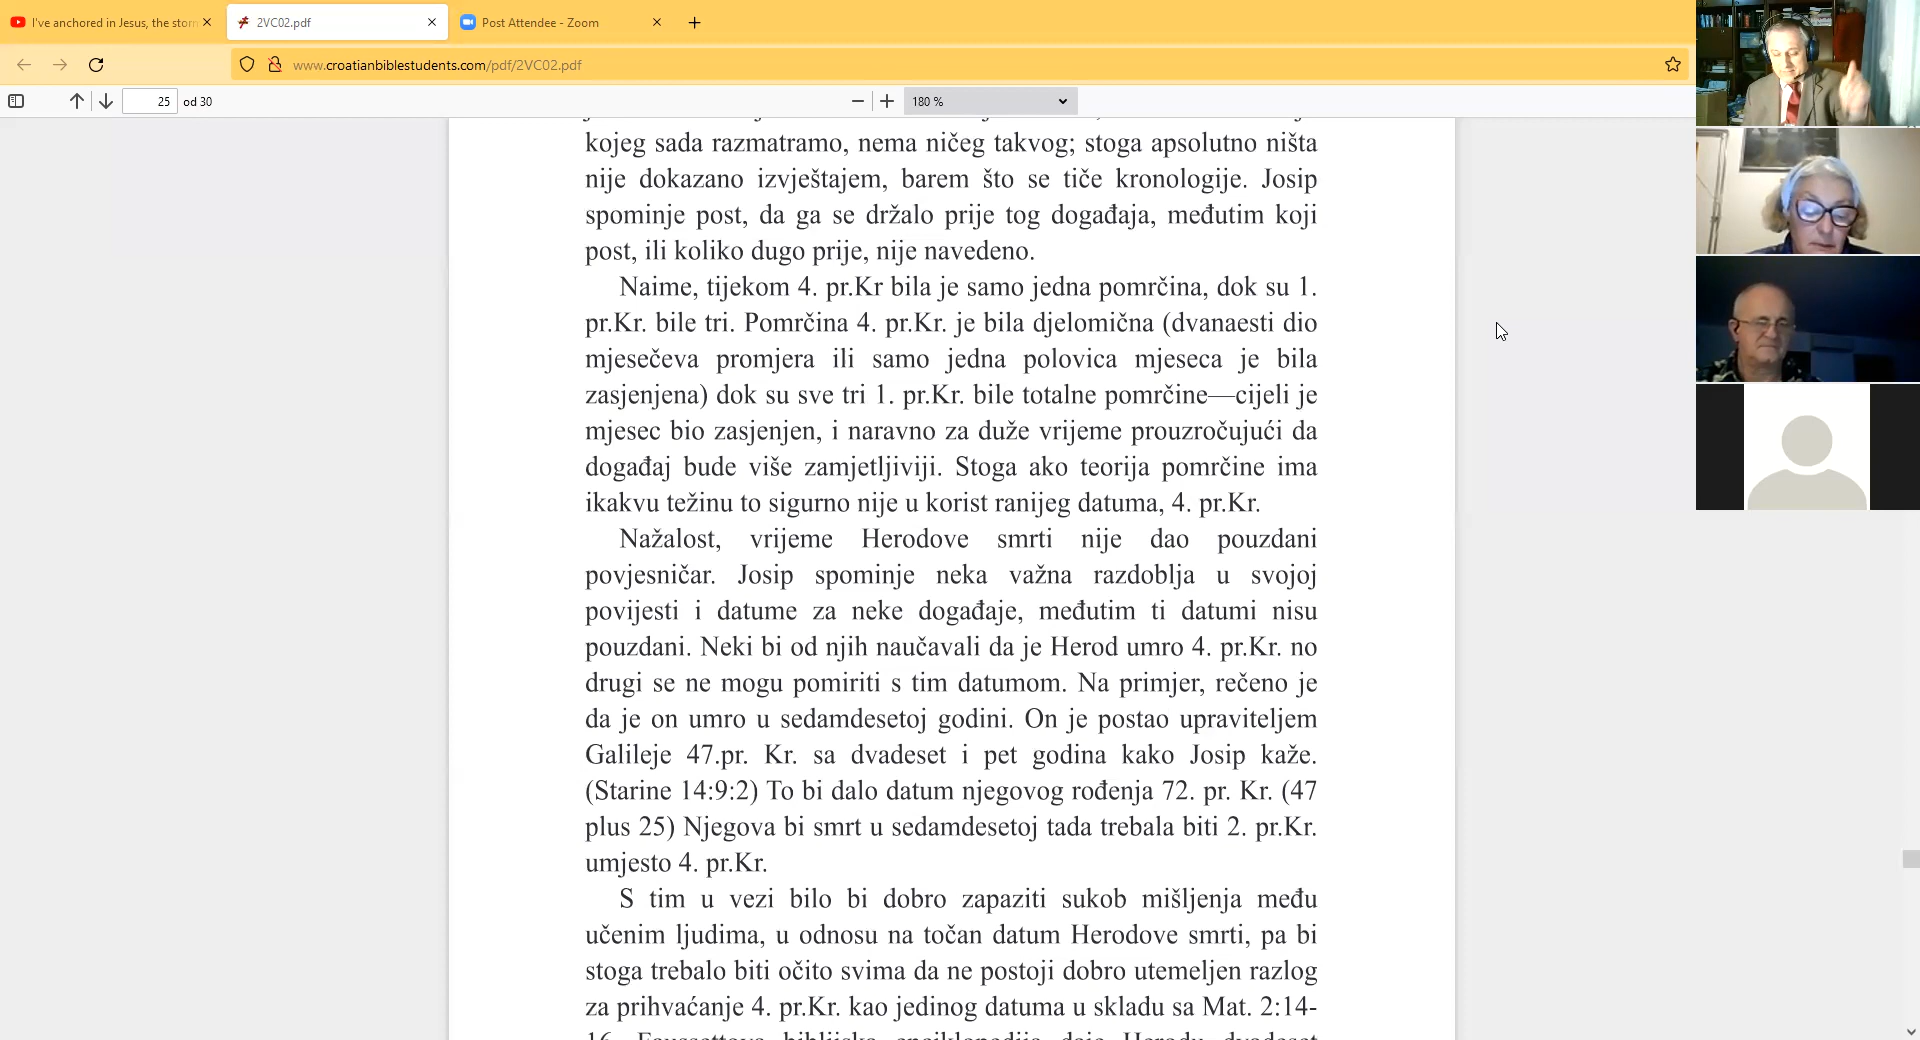 I've anchored in Jesus, the stor
2VC02.pdf
Post Attendee - Zoom
www.croatianbiblestudents.com/pdf/2VC02.pdf
25 od 30
180 %
kojeg sada razmatramo, nema ničeg takvog; stoga apsolutno ništa
nije dokazano izvještajem, barem što se tiče kronologije. Josip
spominje post, da ga se držalo prije tog događaja, međutim koji
post, ili koliko dugo prije, nije navedeno.
Naime, tijekom 4. pr.Kr bila je samo jedna pomrčina, dok su 1.
pr.Kr. bile tri. Pomrčina 4. pr.Kr. je bila djelomična (dvanaesti dio
mjesečeva promjera ili samo jedna polovica mjeseca je bila
zasjenjena) dok su sve tri 1. pr.Kr. bile totalne pomrčine—cijeli je
mjesec bio zasjenjen, i naravno za duže vrijeme prouzročujući da
događaj bude više zamjetljiviji. Stoga ako teorija pomrčine ima
ikakvu težinu to sigurno nije u korist ranijeg datuma, 4. pr.Kr.
Nažalost, vrijeme Herodove smrti nije dao pouzdani
povjesničar. Josip spominje neka važna razdoblja u svojoj
povijesti i datume za neke događaje, međutim ti datumi nisu
pouzdani. Neki bi od njih naučavali da je Herod umro 4. pr.Kr. no
drugi se ne mogu pomiriti s tim datumom. Na primjer, rečeno je
da je on umro u sedamdesetoj godini. On je postao upraviteljem
Galileje 47.pr. Kr. sa dvadeset i pet godina kako Josip kaže.
(Starine 14:9:2) To bi dalo datum njegovog rođenja 72. pr. Kr. (47
plus 25) Njegova bi smrt u sedamdesetoj tada trebala biti 2. pr.Kr.
umjesto 4. pr.Kr.
S tim u vezi bilo bi dobro zapaziti sukob mišljenja među
učenim ljudima, u odnosu na točan datum Herodove smrti, pa bi
stoga trebalo biti očito svima da ne postoji dobro utemeljen razlog
za prihvaćanje 4. pr.Kr. kao jedinog datuma u skladu sa Mat. 2:14-
16. Faussettova biblijska enciklopedija daje Herodu dvadeset